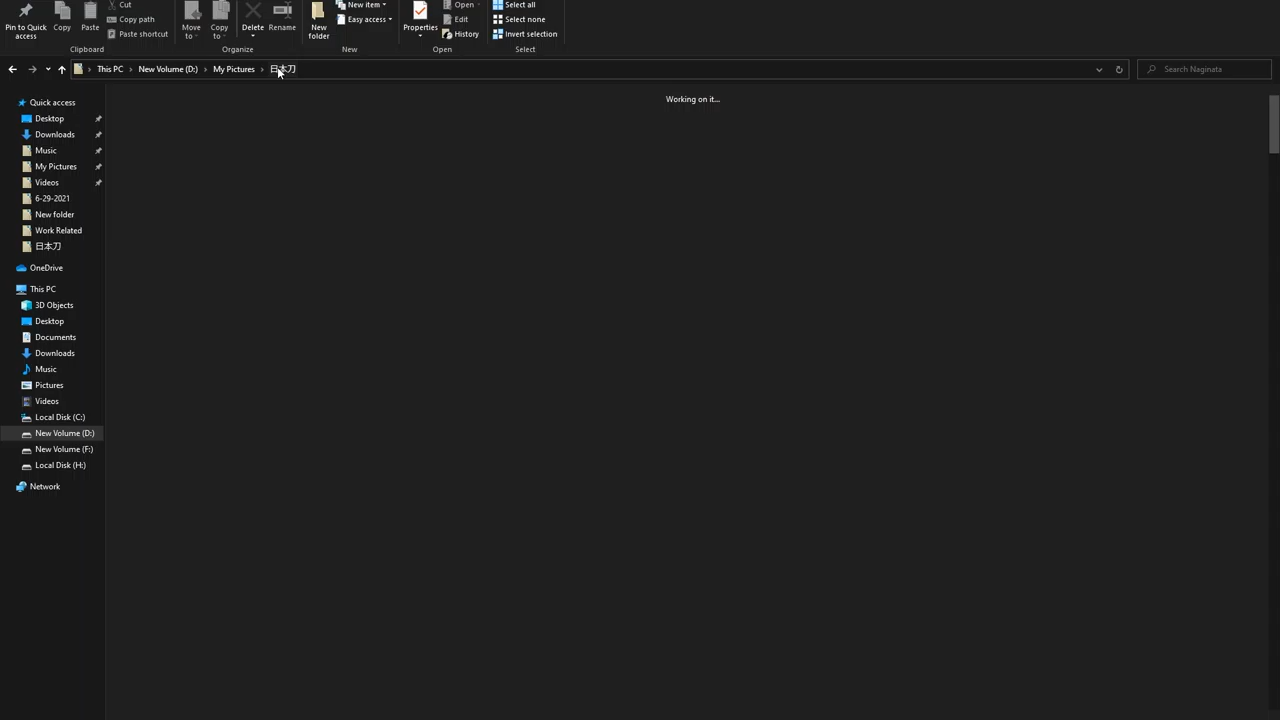 Cut
New item
Open
Select all
Copy path
Easy access
Edit
Select none
Pin to Quick access
Copy
Paste
Paste shortcut
Move to
Copy to
Delete
Rename
New folder
Properties
History
Invert selection
Clipboard
Organize
New
Open
Select
This PC
New Volume (D:)
My Pictures
日本刀
Search Naginata
Working on it...
Quick access
Desktop
Downloads
Music
My Pictures
Videos
6-29-2021
New folder
Work Related
日本刀
OneDrive
This PC
3D Objects
Desktop
Documents
Downloads
Music
Pictures
Videos
Local Disk (C:)
New Volume (D:)
New Volume (F:)
Local Disk (H:)
Network